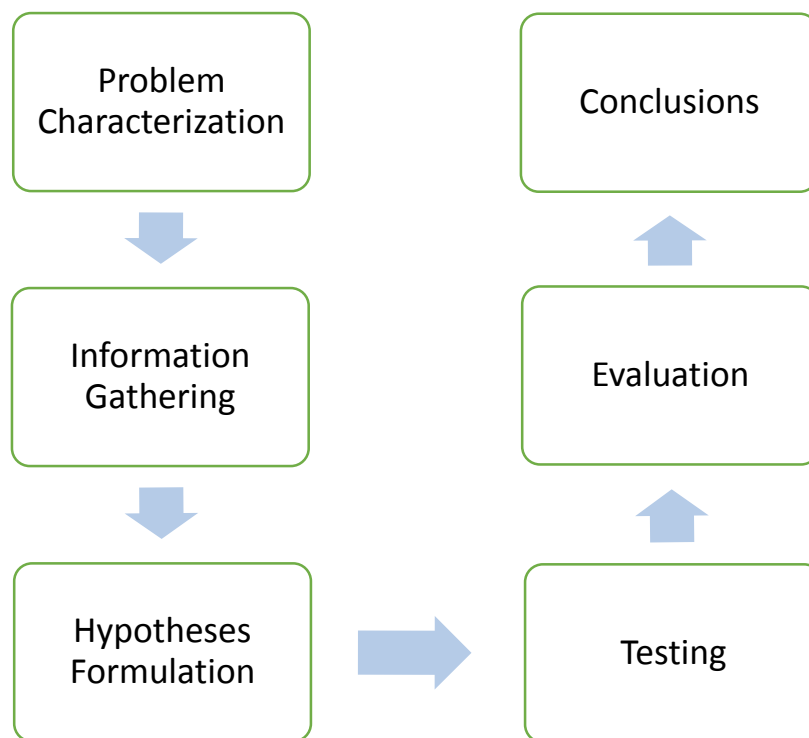 Problem
Characterization
Information
Gathering
Hypotheses
Formulation
Testing
Evaluation
Conclusions